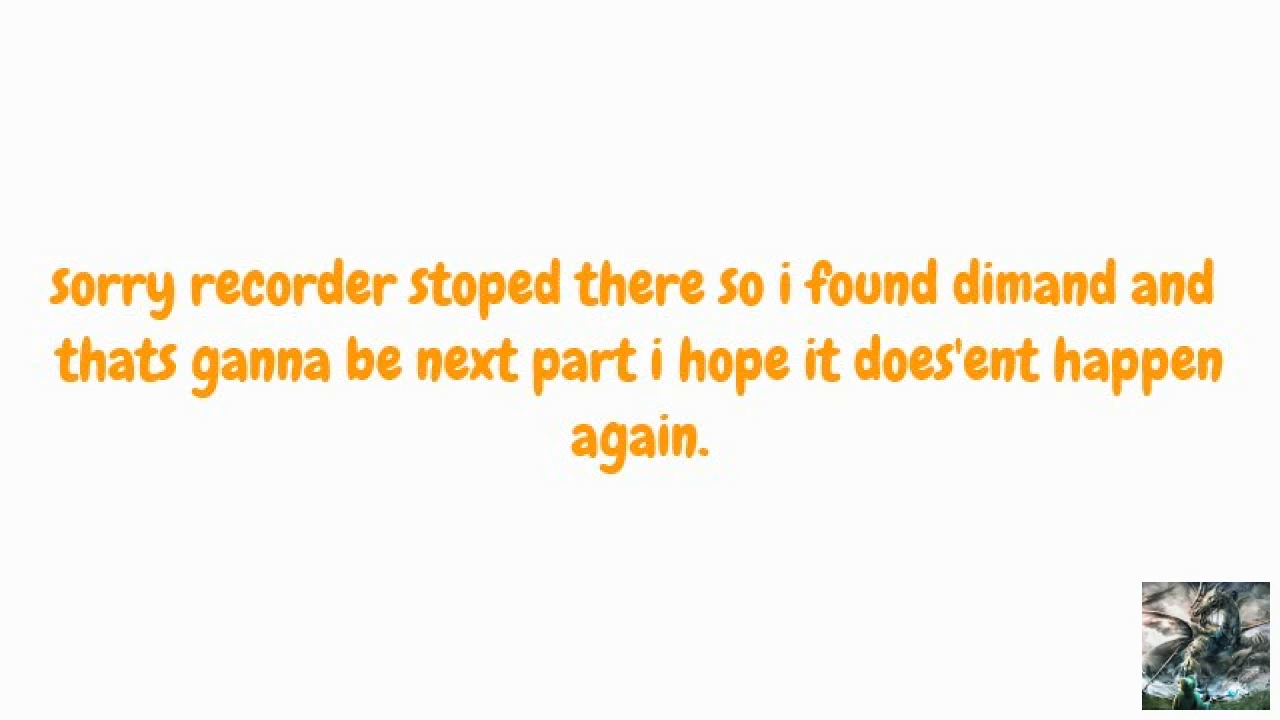 sorry recorder stoped there so i found dimand and
thats ganna be next part i hope it does'ent happen
again.